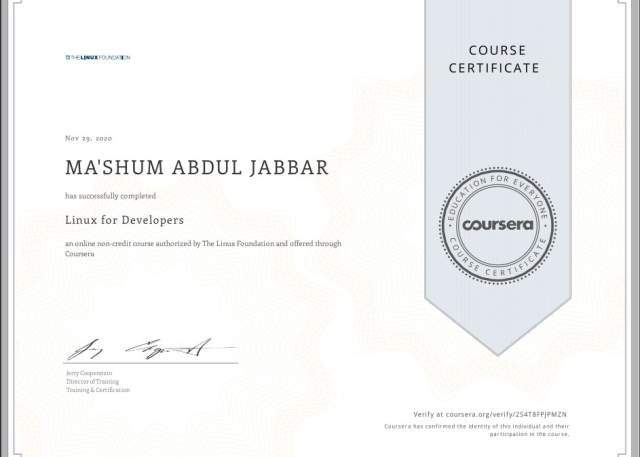 THE LINUX FOUNDATION
COURSE
CERTIFICATE
Nov 29, 2020
MA'SHUM ABDUL JABBAR
has successfully completed
Linux for Developers
an online non-credit course authorized by The Linux Foundation and offered through
Coursera
EDUCATION FOR EVERYONE
coursera
COURSE CERTIFICATE
Jerry Cooperstein
Director of Training
Training & Certification
Verify at coursera.org/verify/ZS4T8FPJPMZN
Coursera has confirmed the identity of this individual and their
participation in the course.